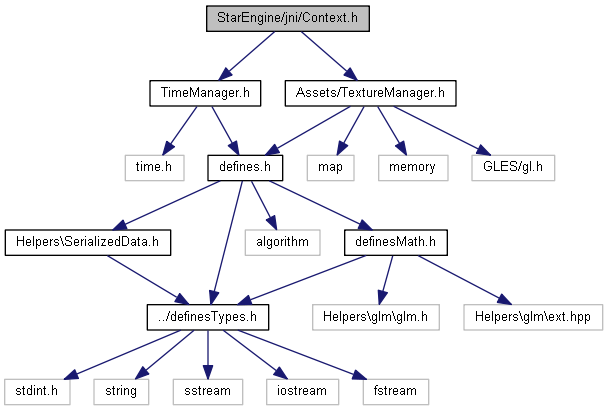 StarEngine/jni/Context.h
TimeManager.h
Assets/TextureManager.h
time.h
defines.h
map
memory
GLES/gl.h
Helpers\SerializedData.h
algorithm
definesMath.h
../definesTypes.h
Helpers\glm\glm.h
Helpers\glm\ext.hpp
stdint.h
string
sstream
iostream
fstream